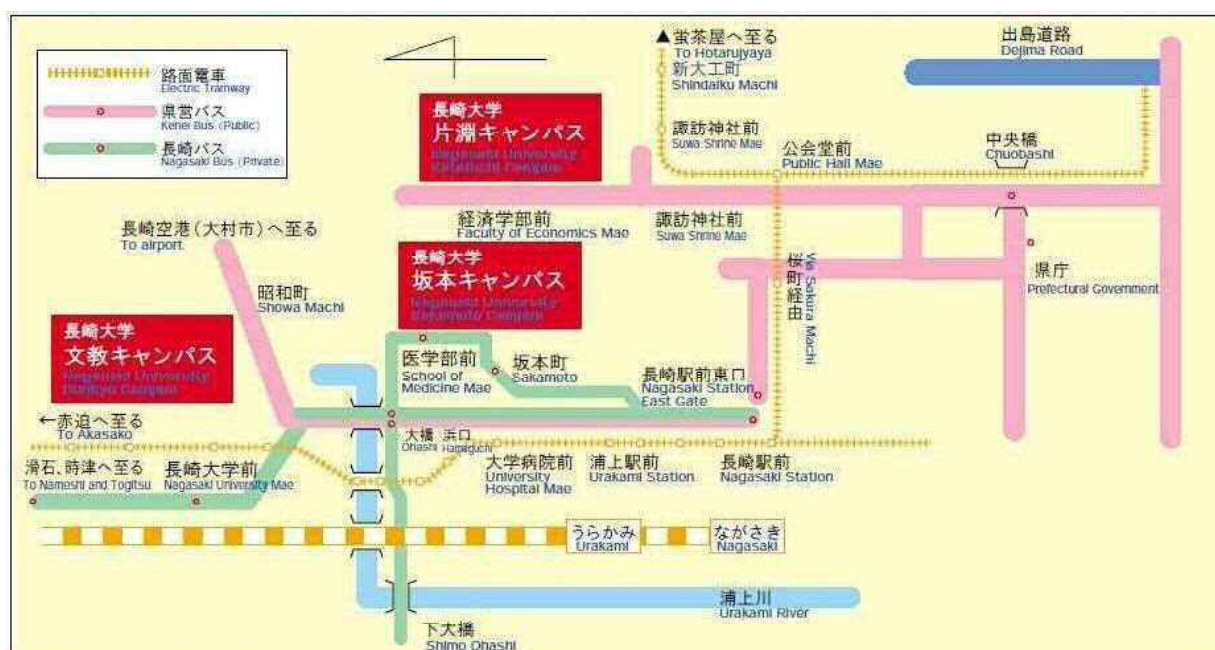 路面電車
Electric Tramway
県営バス
Kenei Bus (Public)
長崎バス
Nagasaki Bus (Private)
▲蛍茶屋へ至る
To Hotarujyaya
新大工町
Shindaiku Machi
出島道路
Dejima Road
長崎大学
片淵キャンパス
Nagasaki University
諏訪神社前
Suwa Shrine Mae
公会堂前
Public Hall Mae
中央橋
Chuobashi
長崎空港(大村市)へ至る
To airport
経済学部前
Faculty of Economics Mae
諏訪神社前
Suwa Shrine Mae
長崎大学
坂本キャンパス
Nagasaki University
Sakamoto Campus
桜町経由
Via Sakura Machi
県庁
Prefectural Government
昭和町
Showa Machi
長崎大学
文教キャンパス
Nagasaki University
Bunkyo Campus
医学部前
School of
Medicine Mae
坂本町
Sakamoto
長崎駅前東口
Nagasaki Station
East Gate
←赤迫へ至る
To Akasako
大橋
Ohashi
浜口
Hamaguchi
滑石、時津へ至る
To Nameshi and Togitsu
長崎大学前
Nagasaki University Mae
大学病院前
University
Hospital Mae
浦上駅前
Urakami Station
長崎駅前
Nagasaki Station
うらかみ
Urakami
ながさき
Nagasaki
浦上川
Urakami River
下大橋
Shimo Ohashi